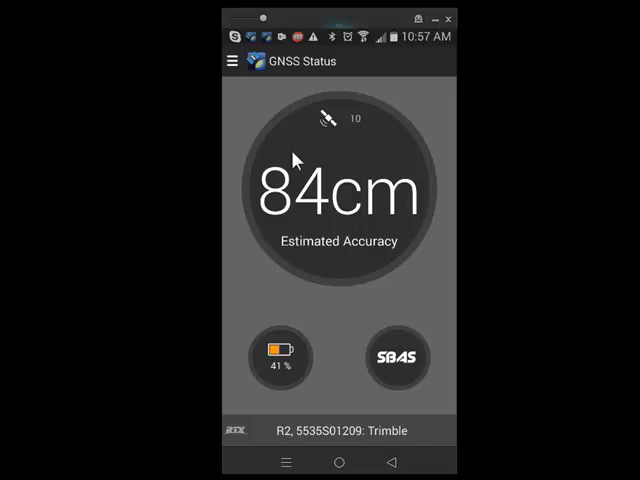 10:57 AM
GNSS Status
10
84cm
Estimated Accuracy
41 %
SBAS
RTX
R2, 5535S01209: Trimble